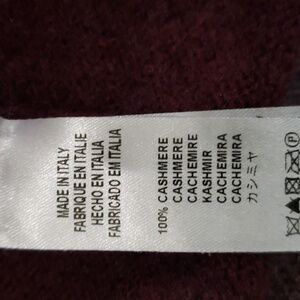 MADE IN ITALY
FABRIQUE EN ITALIE
HECHO EN ITALIA
FABRICADO EM ITALIA
100% CASHMERE
CASHMERE
CACHEMIRE
KASHMIR
CACHEMIRA
CACHEMIRA
カシミヤ